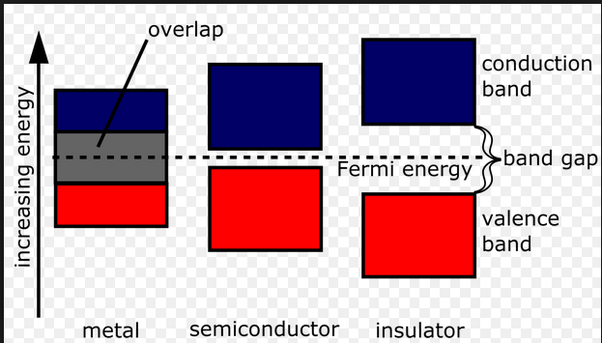 overlap
increasing energy
conduction
band
Fermi energy
band gap
valence
band
metal
semiconductor
insulator